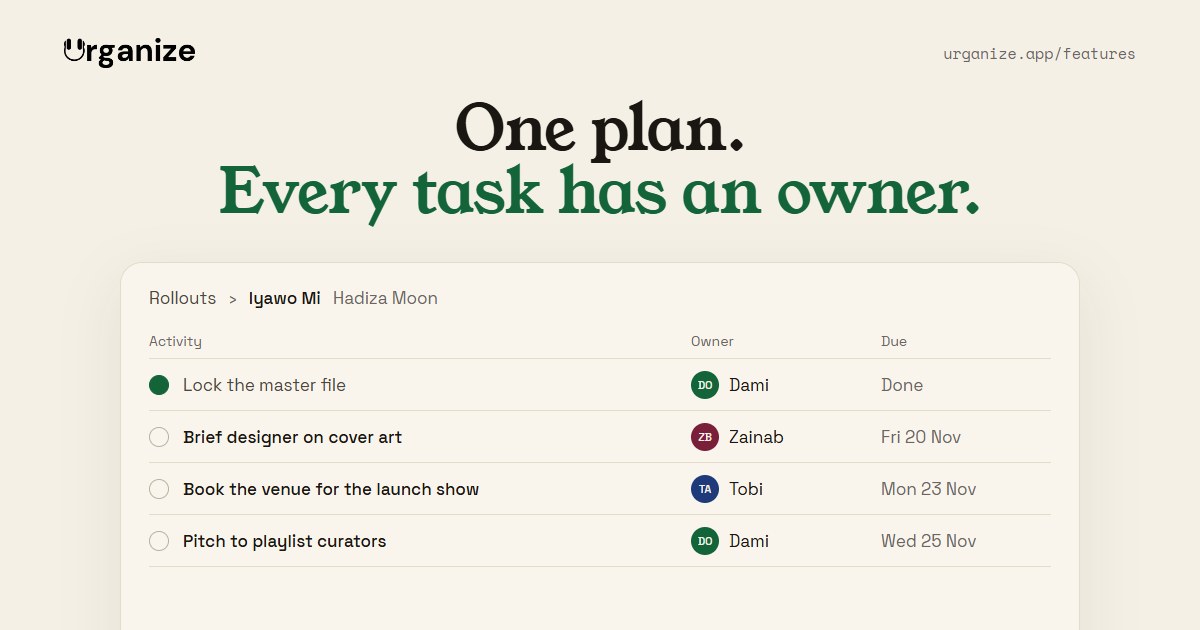 Urganize
urganize.app/features
One plan.
Every task has an owner.
Rollouts > Iyawo Mi Hadiza Moon
Activity Owner Due
Lock the master file DO Dami Done
Brief designer on cover art ZB Zainab Fri 20 Nov
Book the venue for the launch show TA Tobi Mon 23 Nov
Pitch to playlist curators DO Dami Wed 25 Nov